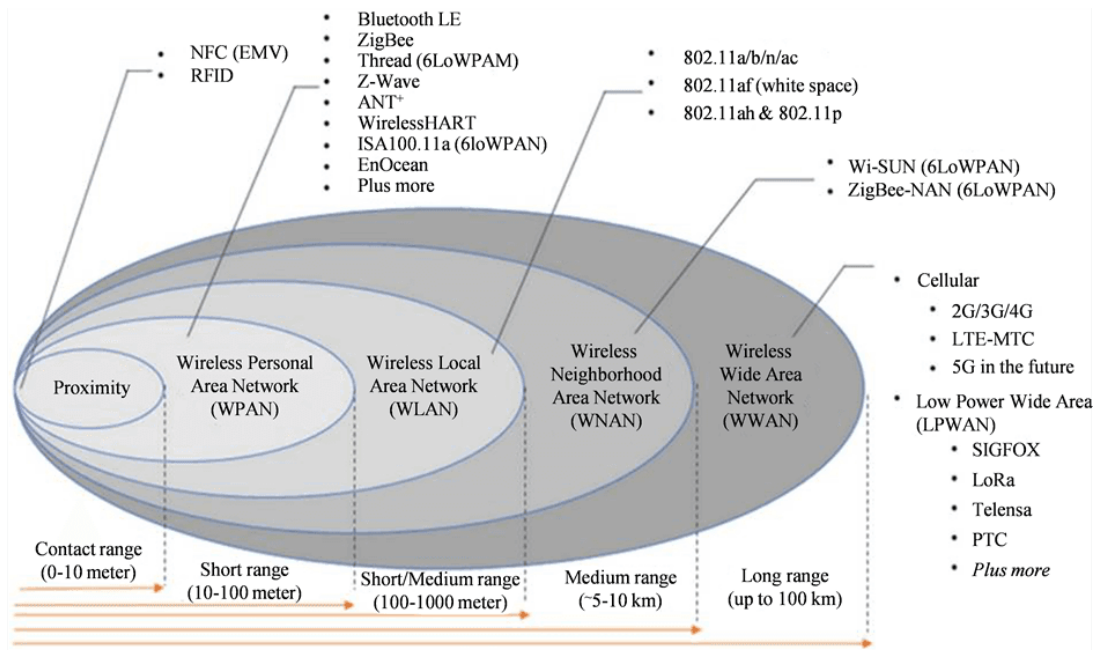 • NFC (EMV)
• RFID
• Bluetooth LE
• ZigBee
• Thread (6LoWPAM)
• Z-Wave
• ANT⁺
• WirelessHART
• ISA100.11a (6loWPAN)
• EnOcean
• Plus more
• 802.11a/b/n/ac
• 802.11af (white space)
• 802.11ah & 802.11p
• Wi-SUN (6LoWPAN)
• ZigBee-NAN (6LoWPAN)
• Cellular
• 2G/3G/4G
• LTE-MTC
• 5G in the future
• Low Power Wide Area
(LPWAN)
• SIGFOX
• LoRa
• Telensa
• PTC
• Plus more
Proximity
Wireless Personal
Area Network
(WPAN)
Wireless Local
Area Network
(WLAN)
Wireless
Neighborhood
Area Network
(WNAN)
Wireless
Wide Area
Network
(WWAN)
Contact range
(0-10 meter)
Short range
(10-100 meter)
Short/Medium range
(100-1000 meter)
Medium range
(~5-10 km)
Long range
(up to 100 km)